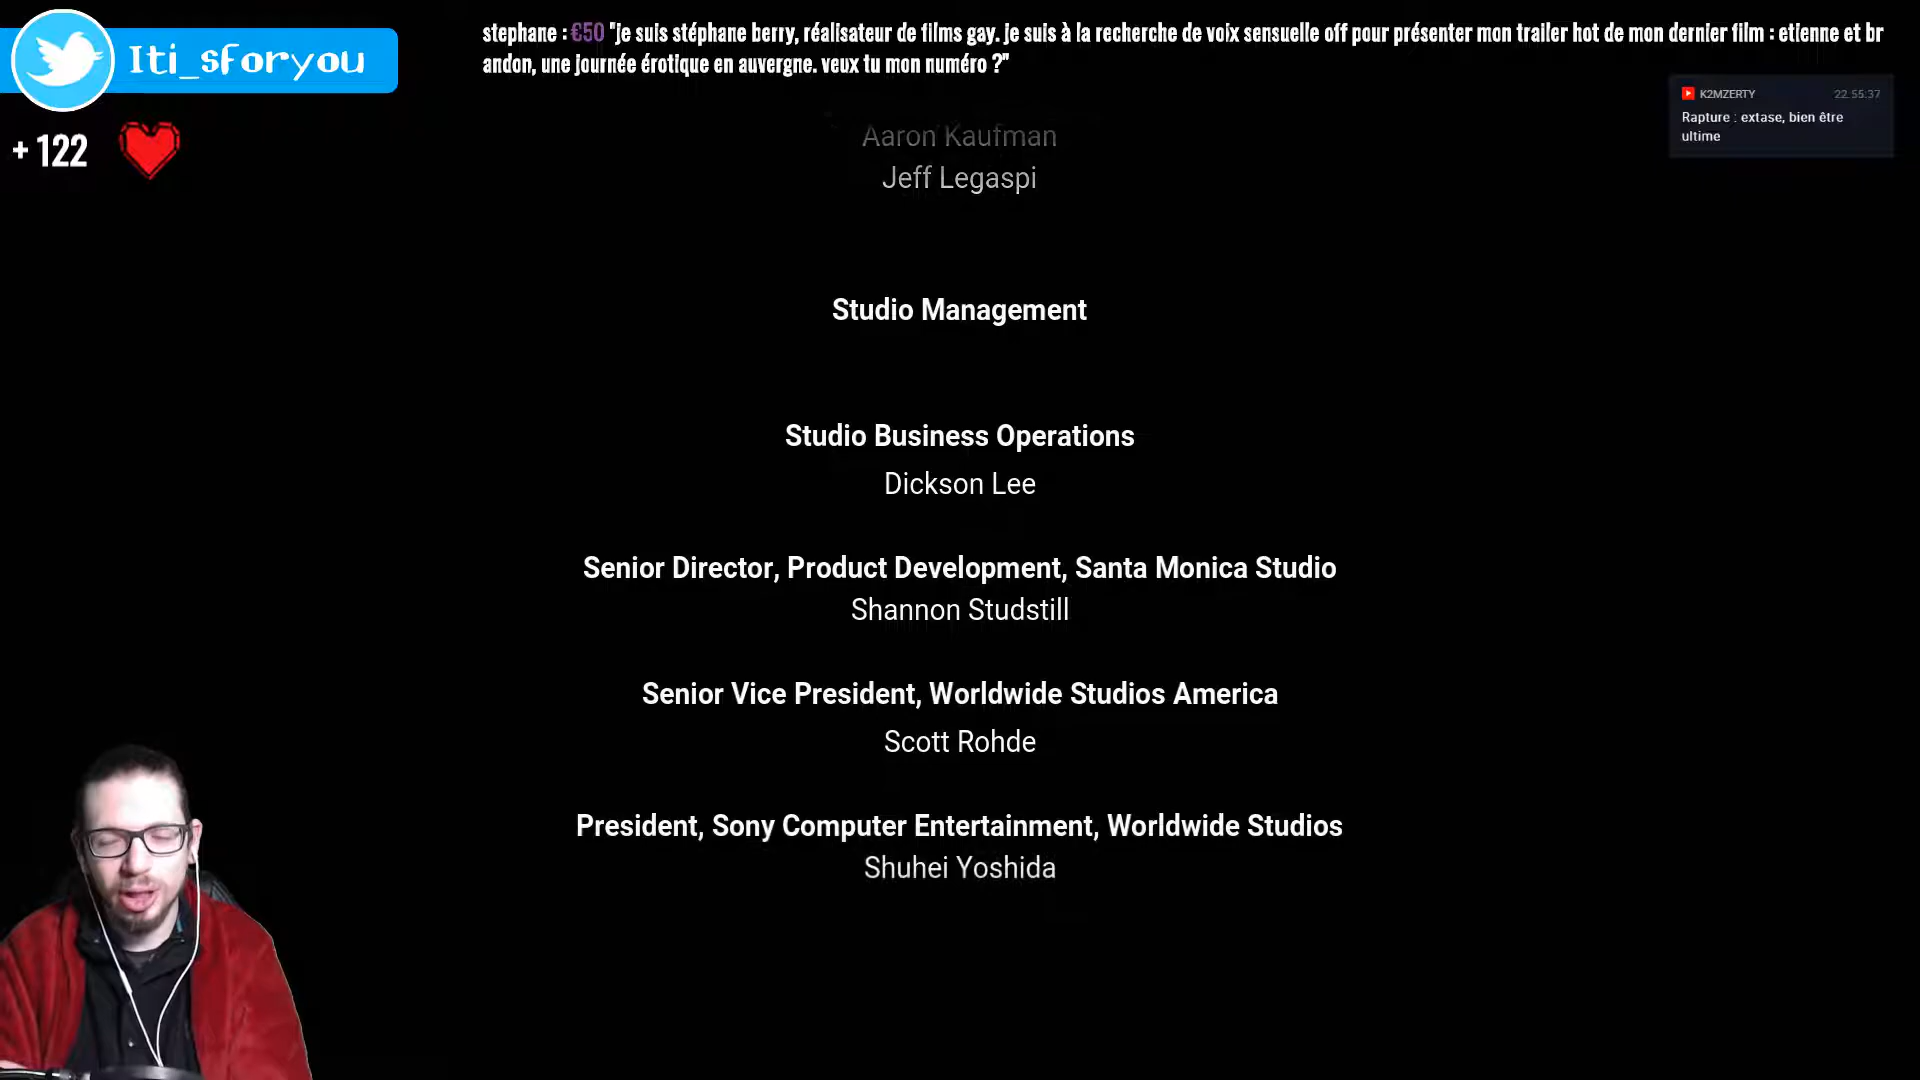 Iti_sforyou
stephane : €50 "je suis stéphane berry, réalisateur de films gay. je suis à la recherche de voix sensuelle off pour présenter mon trailer hot de mon dernier film : etienne et br
andon, une journée érotique en auvergne. veux tu mon numéro ?"
K2MZERTY 22:55:37
Rapture : extase, bien être
ultime
+ 122
Aaron Kaufman
Jeff Legaspi
Studio Management
Studio Business Operations
Dickson Lee
Senior Director, Product Development, Santa Monica Studio
Shannon Studstill
Senior Vice President, Worldwide Studios America
Scott Rohde
President, Sony Computer Entertainment, Worldwide Studios
Shuhei Yoshida